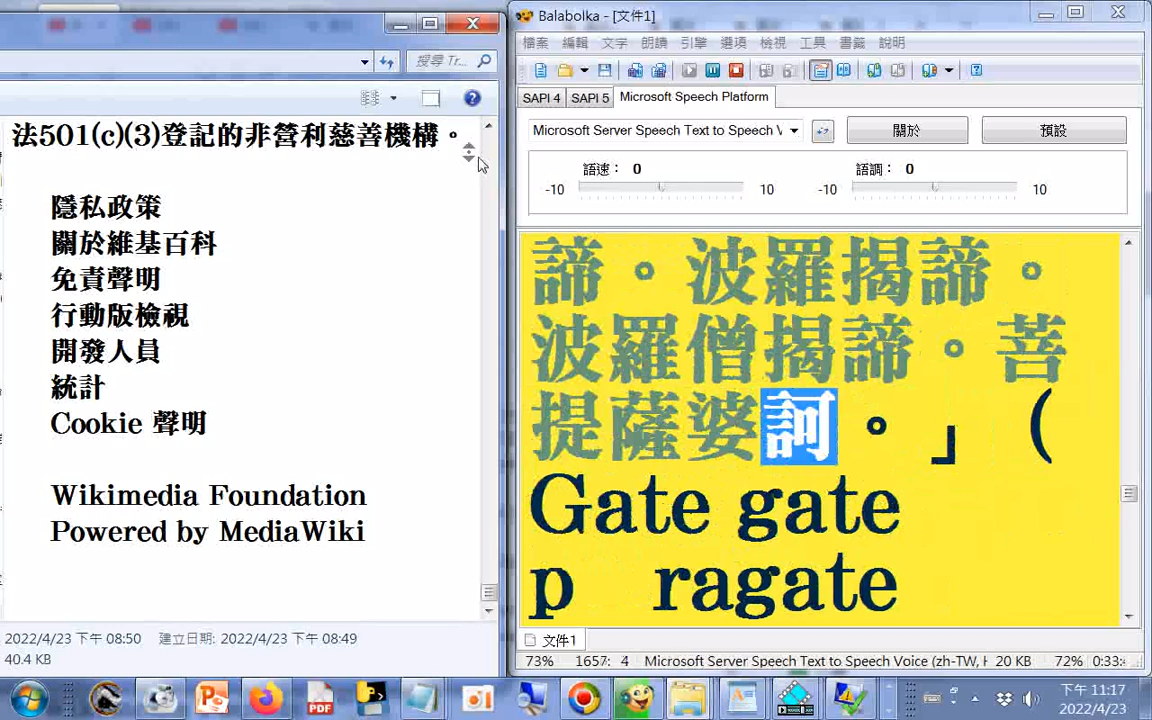 搜尋 Tr...
法501(c)(3)登記的非營利慈善機構。
隱私政策
關於維基百科
免責聲明
行動版檢視
開發人員
統計
Cookie 聲明
Wikimedia Foundation
Powered by MediaWiki
2022/4/23 下午 08:50 建立日期: 2022/4/23 下午 08:49
40.4 KB
Balabolka - [文件1]
檔案 編輯 文字 朗讀 引擎 選項 檢視 工具 書籤 說明
SAPI 4 SAPI 5 Microsoft Speech Platform
Microsoft Server Speech Text to Speech V 關於 預設
語速： 0 語調： 0
-10 10 -10 10
諦。波羅揭諦。
波羅僧揭諦。菩
提薩婆訶。」（
Gate gate
p ragate
文件1
73% 1657: 4 Microsoft Server Speech Text to Speech Voice (zh-TW, H 20 KB 72% 0:33:
PDF
下午 11:17
2022/4/23